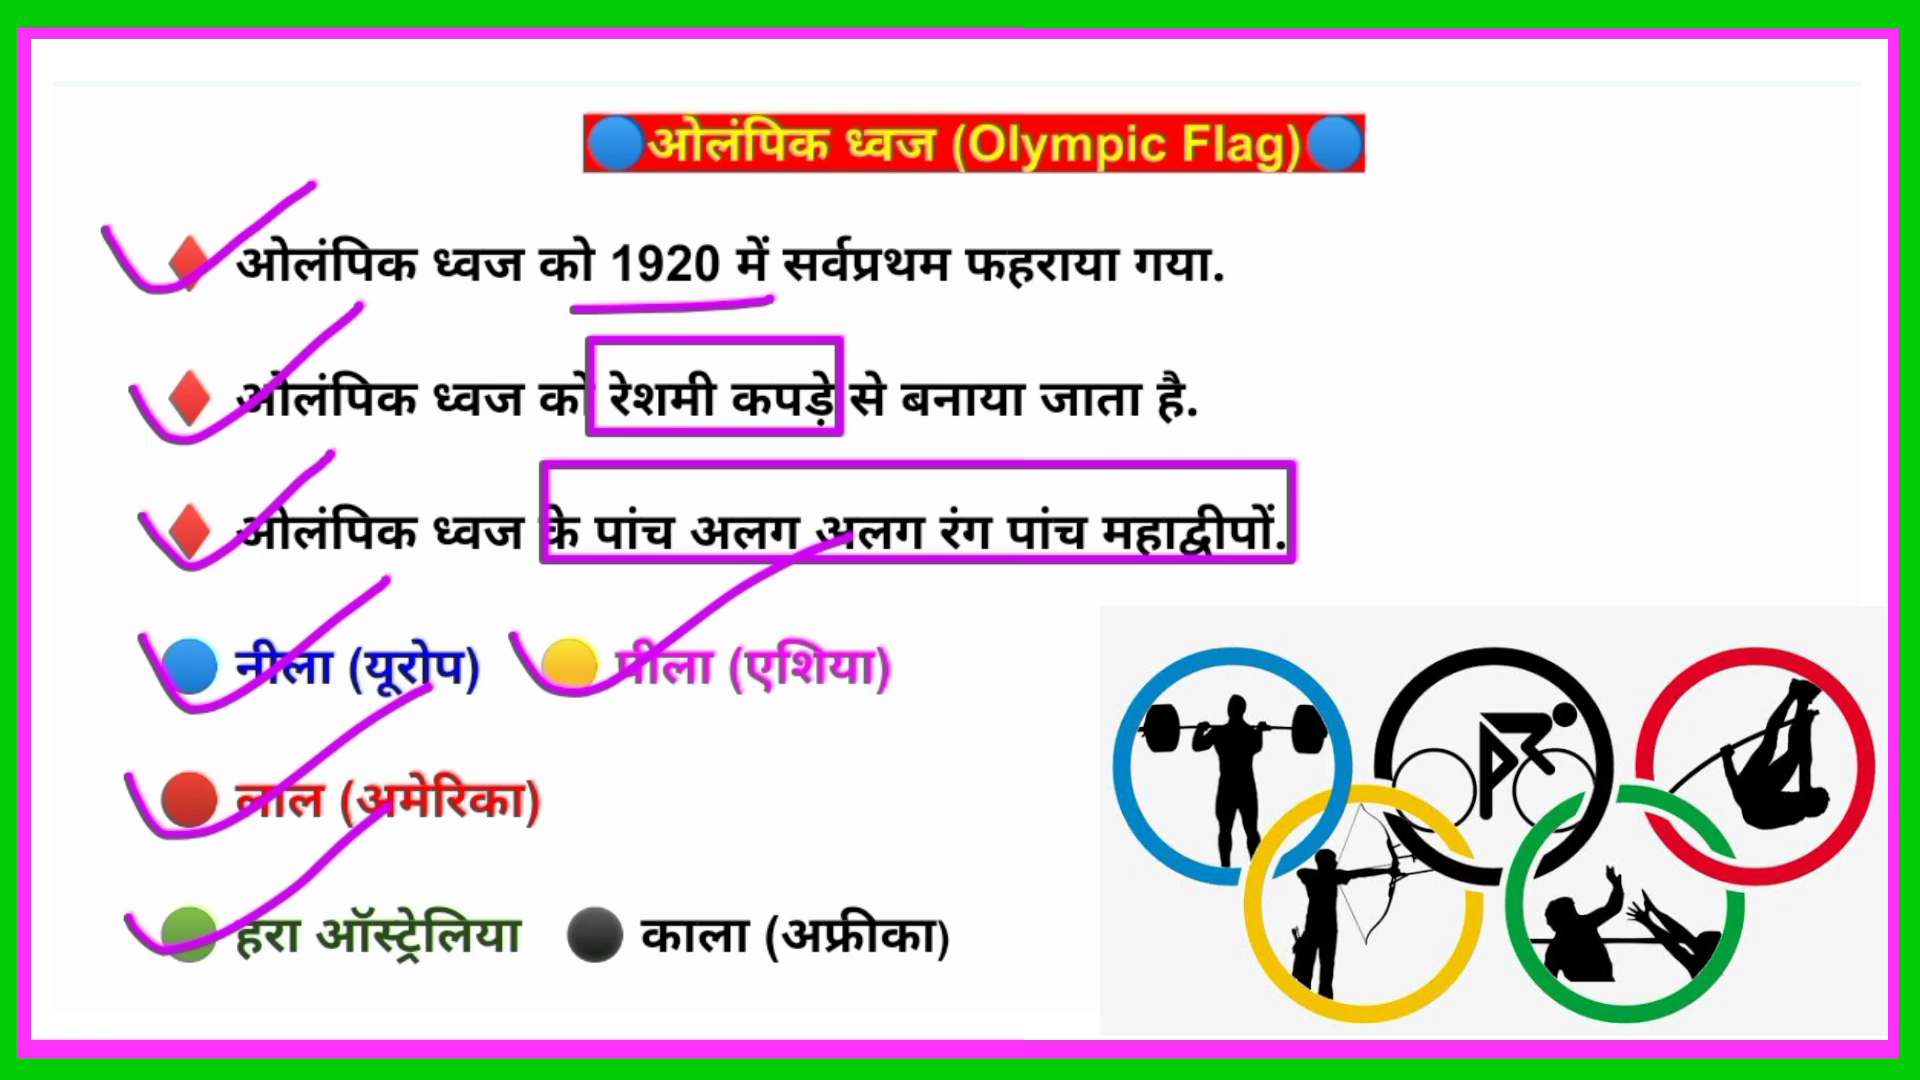 ओलंपिक ध्वज (Olympic Flag)
ओलंपिक ध्वज को 1920 में सर्वप्रथम फहराया गया.
ओलंपिक ध्वज को रेशमी कपड़े से बनाया जाता है.
ओलंपिक ध्वज के पांच अलग अलग रंग पांच महाद्वीपों.
नीला (यूरोप) पीला (एशिया)
लाल (अमेरिका)
हरा ऑस्ट्रेलिया काला (अफ्रीका)